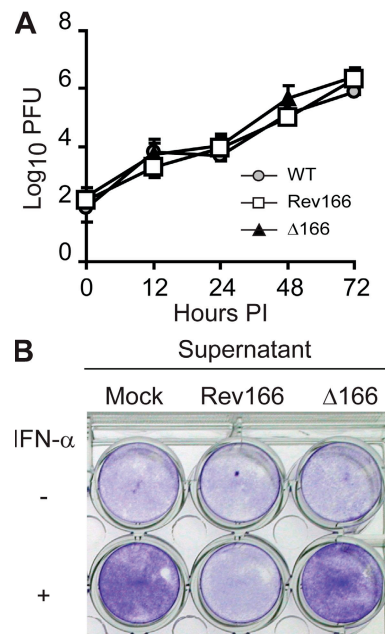 A
8
6
4
2
0
Log10 PFU
WT
Rev166
Δ166
0 12 24 48 72
Hours PI
B
Supernatant
Mock Rev166 Δ166
IFN-α
-
+